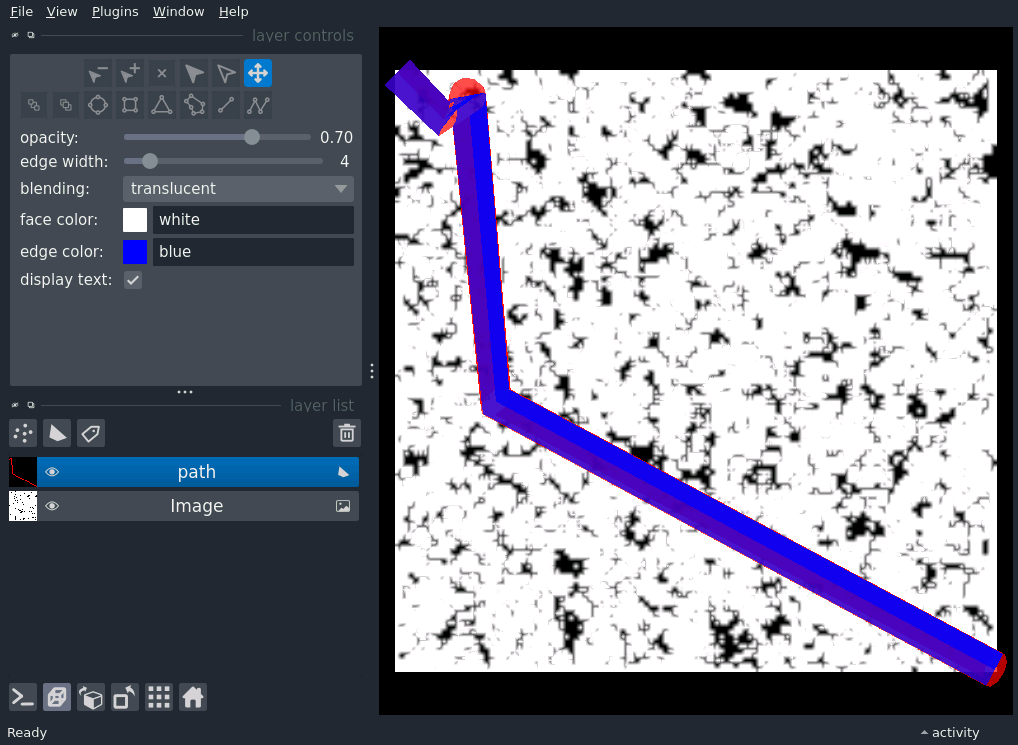 File View Plugins Window Help
layer controls
opacity: 0.70
edge width: 4
blending: translucent
face color: white
edge color: blue
display text:
layer list
path
Image
Ready activity